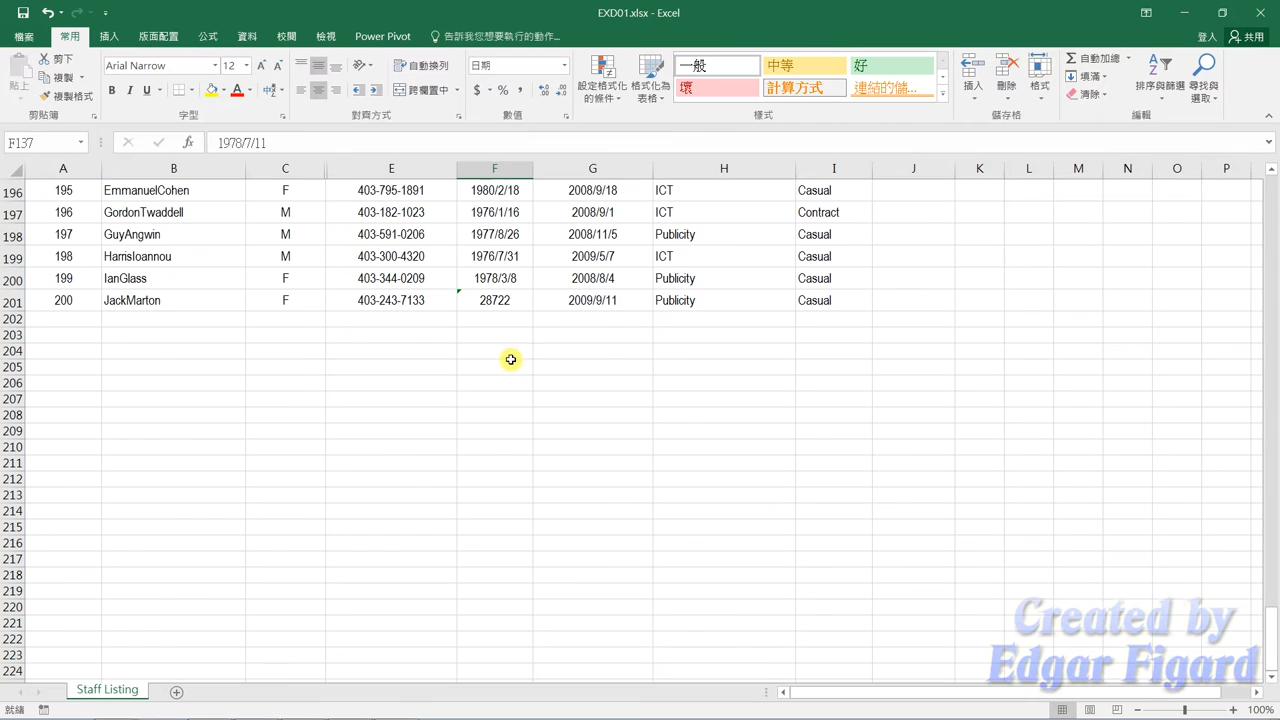 EXD01.xlsx - Excel
檔案 常用 插入 版面配置 公式 資料 校閱 檢視 Power Pivot 告訴我您想要執行的動作... 登入 共用
貼上 剪下 複製 複製格式 剪貼簿
Arial Narrow 12 字型
自動換列 跨欄置中 對齊方式
日期 數值
設定格式化的條件 格式化為表格 一般 中等 好
壞 計算方式 連結的儲... 樣式
插入 刪除 格式 儲存格
自動加總 填滿 清除 排序與篩選 尋找與選取 編輯
F137 1978/7/11
A B C E F G H I J K L M N O P
196 195 EmmanuelCohen F 403-795-1891 1980/2/18 2008/9/18 ICT Casual
197 196 GordonTwaddell M 403-182-1023 1976/1/16 2008/9/1 ICT Contract
198 197 GuyAngwin M 403-591-0206 1977/8/26 2008/11/5 Publicity Casual
199 198 HarrisIoannou M 403-300-4320 1976/7/31 2009/5/7 ICT Casual
200 199 IanGlass F 403-344-0209 1978/3/8 2008/8/4 Publicity Casual
201 200 JackMarton F 403-243-7133 28722 2009/9/11 Publicity Casual
202
203
204
205
206
207
208
209
210
211
212
213
214
215
216
217
218
219
220
221
222
223
224
Created by
Edgar Figard
Staff Listing
就緒 100%